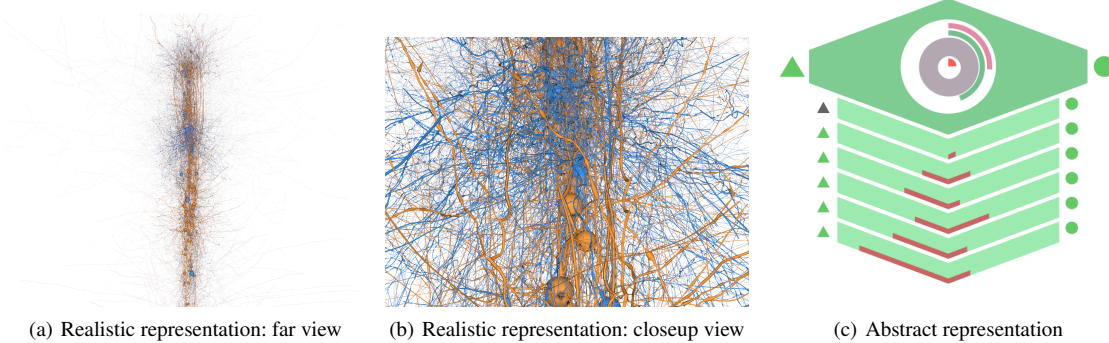 (a) Realistic representation: far view
(b) Realistic representation: closeup view
(c) Abstract representation